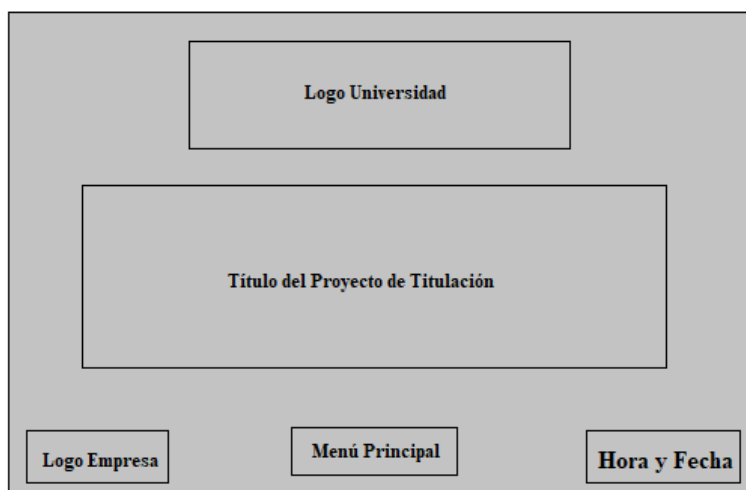 Logo Universidad
Título del Proyecto de Titulación
Logo Empresa
Menú Principal
Hora y Fecha